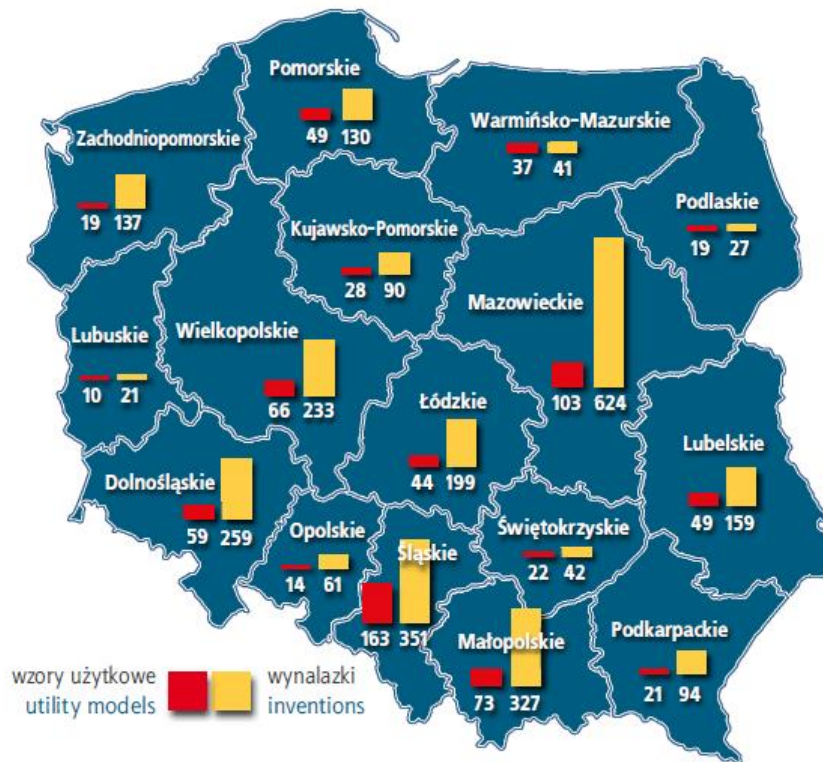 Pomorskie
49 130
Warmińsko-Mazurskie
37 41
Zachodniopomorskie
19 137
Podlaskie
19 27
Kujawsko-Pomorskie
28 90
Mazowieckie
103 624
Lubuskie
10 21
Wielkopolskie
66 233
Łódzkie
44 199
Lubelskie
49 159
Dolnośląskie
59 259
Opolskie
14 61
Śląskie
163 351
Świętokrzyskie
22 42
Małopolskie
73 327
Podkarpackie
21 94
wzory użytkowe wynalazki
utility models inventions